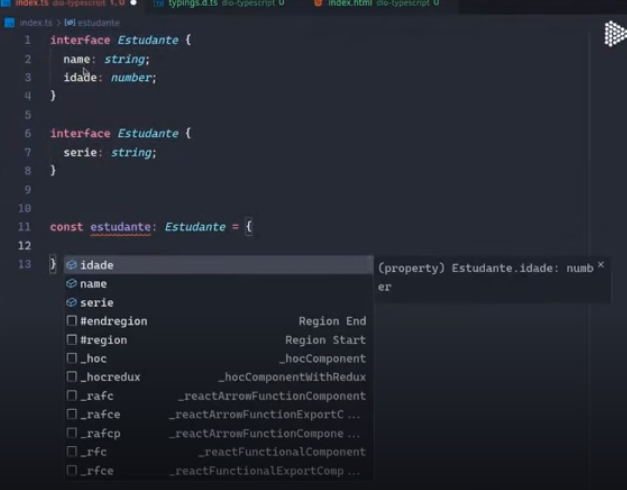 index.ts dio-typescript 1, U
typings.d.ts dio-typescript U
index.html dio-typescript U
index.ts > estudante
1 interface Estudante {
2 name: string;
3 idade: number;
4 }
5
6 interface Estudante {
7 serie: string;
8 }
9
10
11 const estudante: Estudante = {
12
13 }
idade
(property) Estudante.idade: numb
er
name
serie
#endregion Region End
#region Region Start
_hoc _hocComponent
_hocredux _hocComponentWithRedux
_rafc _reactArrowFunctionComponent
_rafce _reactArrowFunctionExportC...
_rafcp _reactArrowFunctionCompone...
_rfc _reactFunctionalComponent
_rfce _reactFunctionalExportComp...